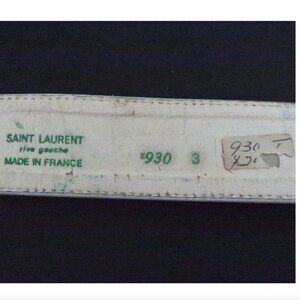 SAINT LAURENT
rive gauche
MADE IN FRANCE
930 3
930